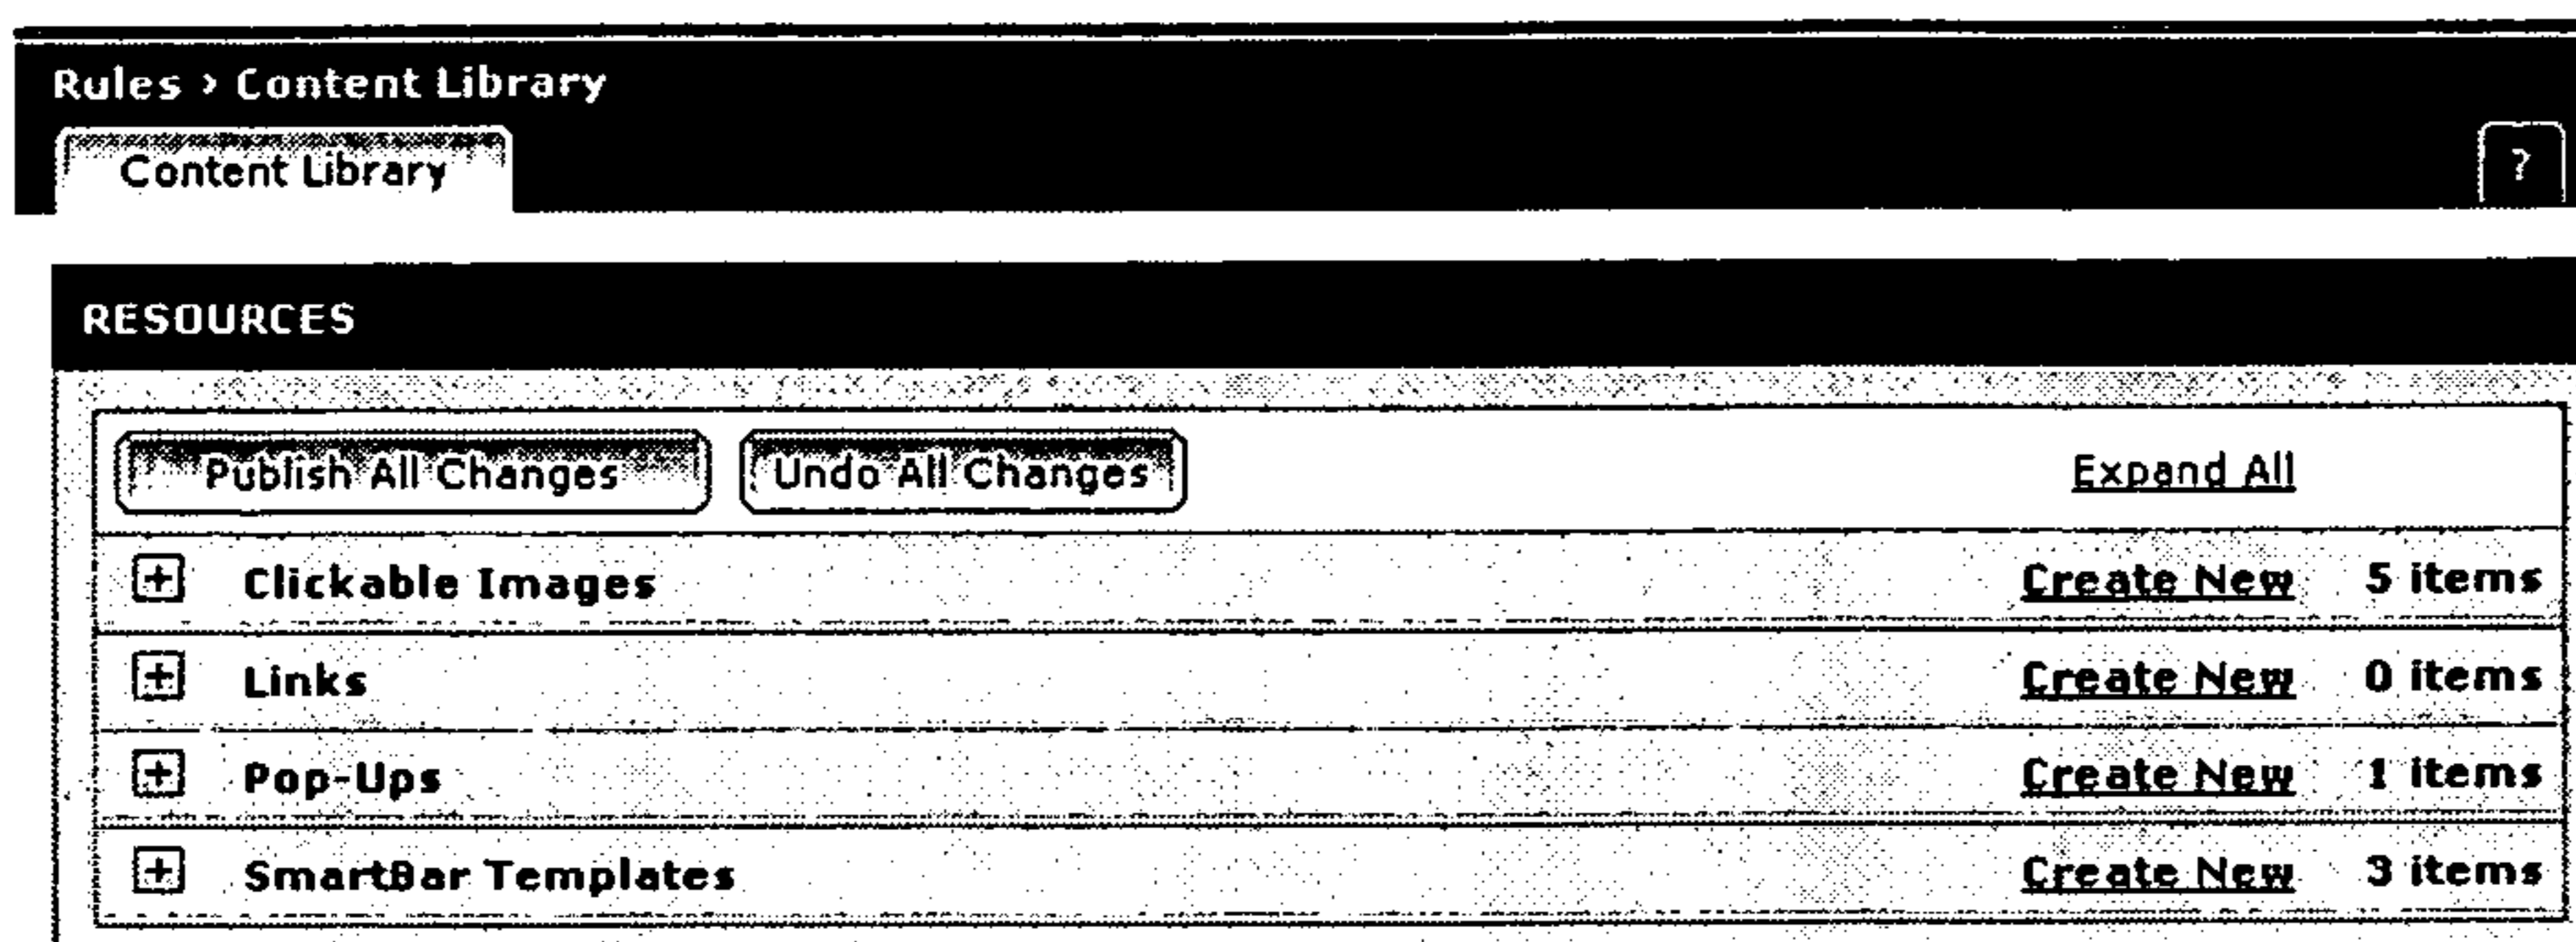 Rules › Content Library
Content Library ?
RESOURCES
Publish All Changes Undo All Changes Expand All
+ Clickable Images Create New 5 items
+ Links Create New 0 items
+ Pop-Ups Create New 1 items
+ SmartBar Templates Create New 3 items